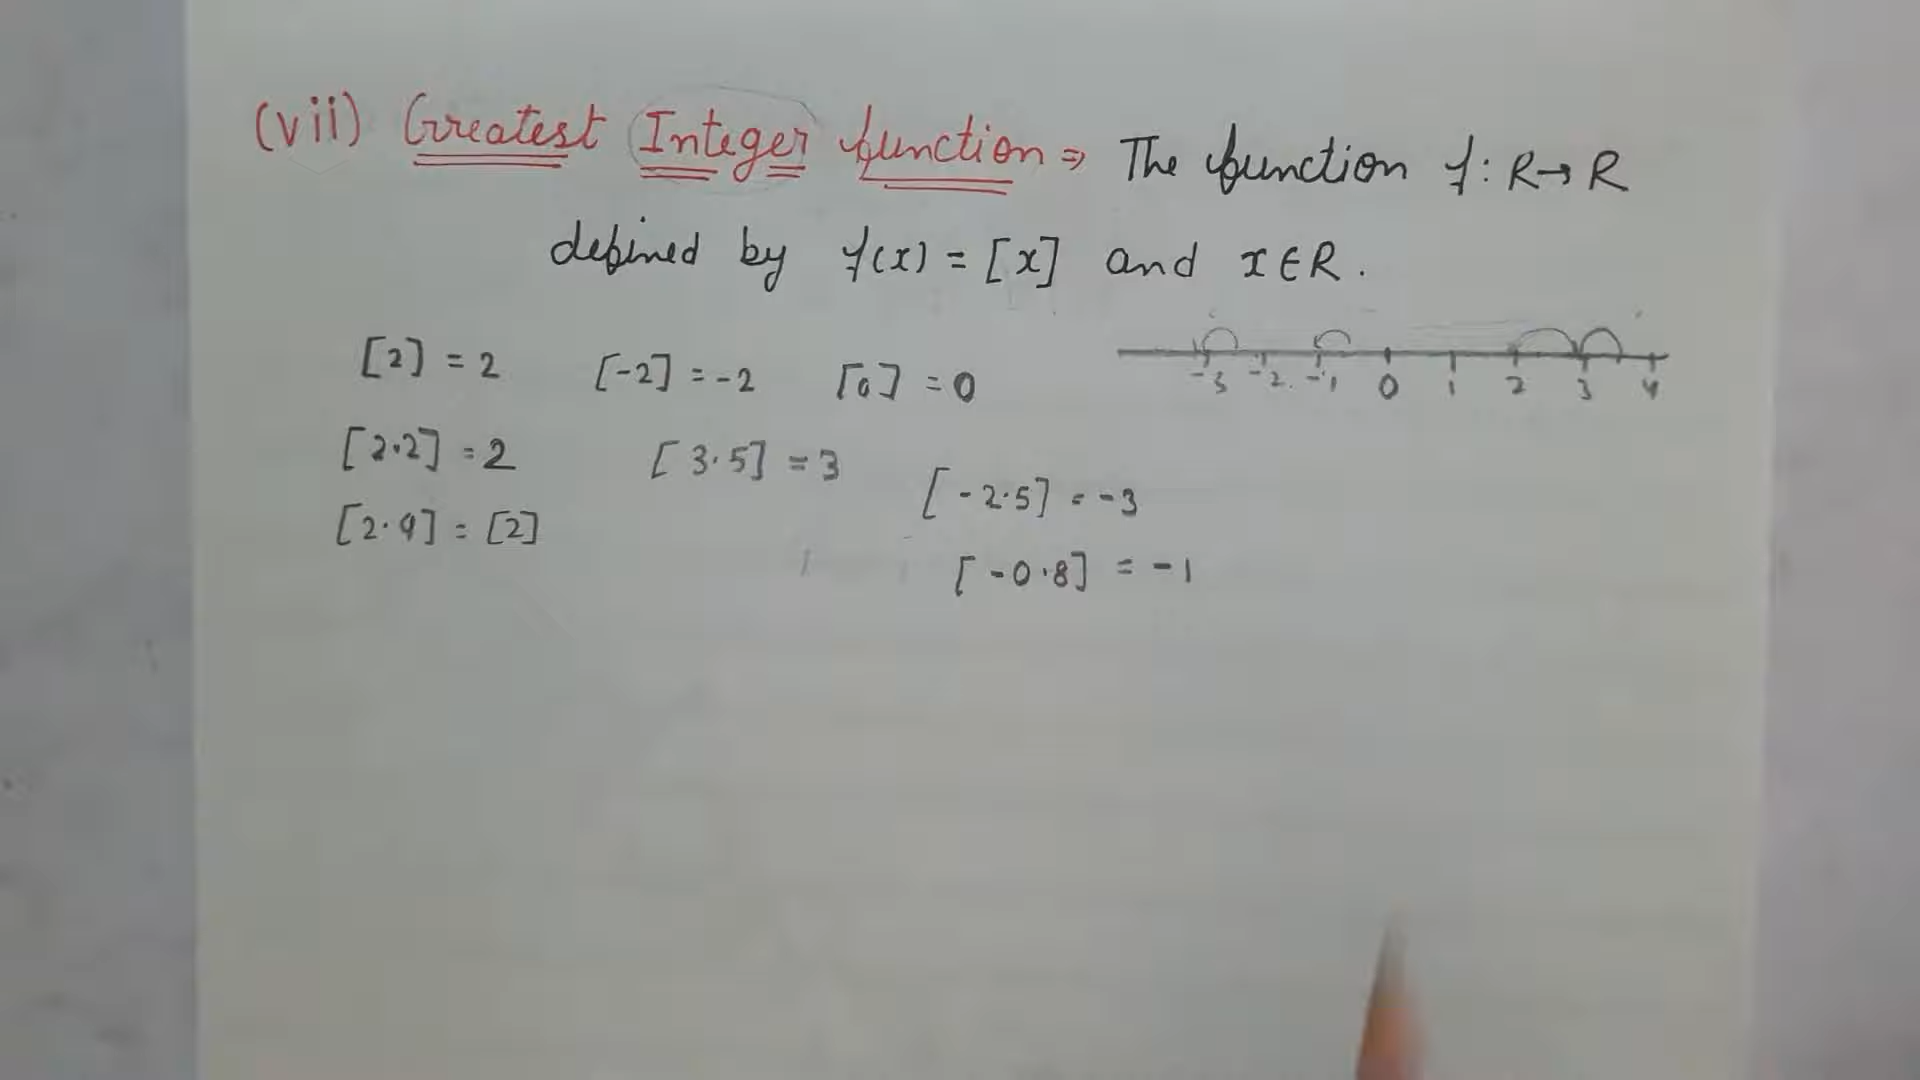 (vii) Greatest Integer function ⇒ The function f: R→R
defined by f(x) = [x] and x∈R.
[2] = 2 [-2] = -2 [0] = 0
-3 -2 -1 0 1 2 3 4
[2.2] = 2 [3.5] = 3
[-2.5] = -3
[2.9] = [2]
[-0.8] = -1